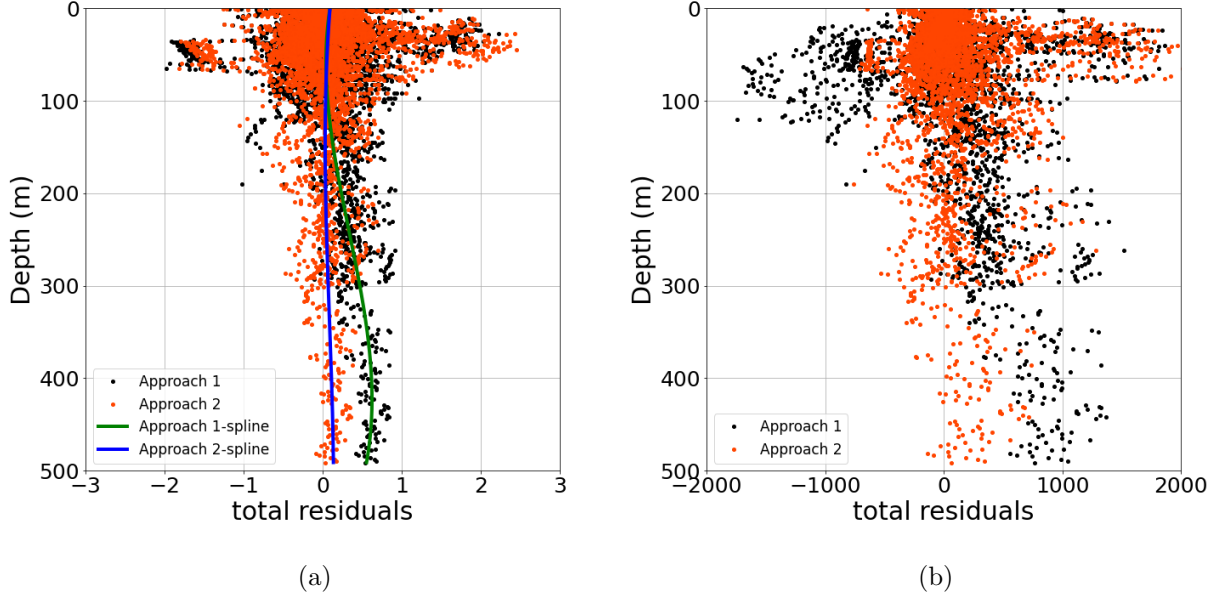 0
100
200
300
400
500
Depth (m)
−3 −2 −1 0 1 2 3
total residuals
Approach 1
Approach 2
Approach 1-spline
Approach 2-spline
(a)
0
100
200
300
400
500
Depth (m)
−2000 −1000 0 1000 2000
total residuals
Approach 1
Approach 2
(b)